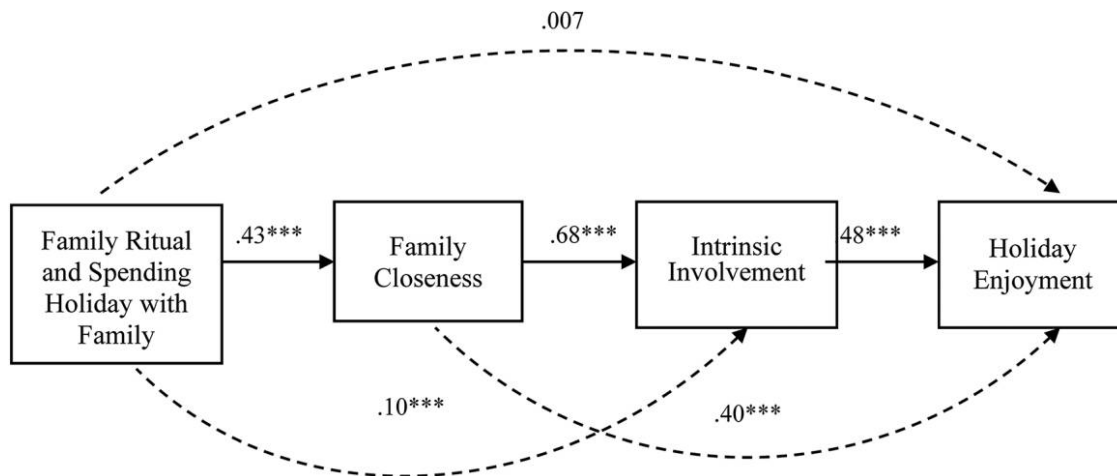 .007
Family Ritual
and Spending
Holiday with
Family
.43***
Family
Closeness
.68***
Intrinsic
Involvement
.48***
Holiday
Enjoyment
.10***
.40***